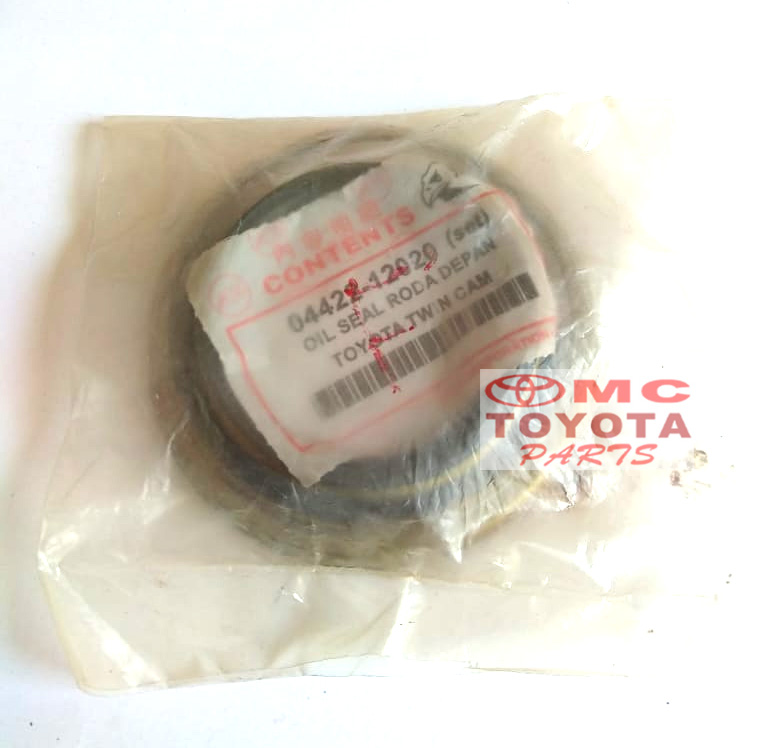 CONTENTS
04422-12020 (set)
OIL SEAL RODA DEPAN
TOYOTA TWIN CAM
MC
TOYOTA
PARTS